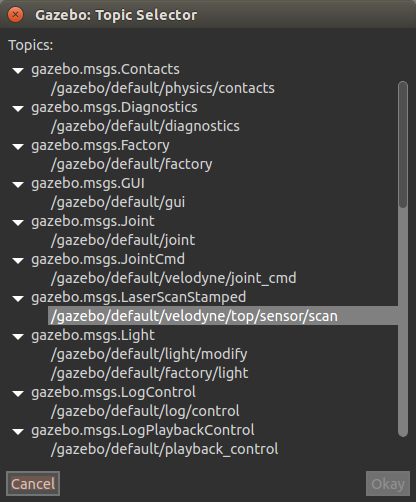 Gazebo: Topic Selector
Topics:
gazebo.msgs.Contacts
/gazebo/default/physics/contacts
gazebo.msgs.Diagnostics
/gazebo/default/diagnostics
gazebo.msgs.Factory
/gazebo/default/factory
gazebo.msgs.GUI
/gazebo/default/gui
gazebo.msgs.Joint
/gazebo/default/joint
gazebo.msgs.JointCmd
/gazebo/default/velodyne/joint_cmd
gazebo.msgs.LaserScanStamped
/gazebo/default/velodyne/top/sensor/scan
gazebo.msgs.Light
/gazebo/default/light/modify
/gazebo/default/factory/light
gazebo.msgs.LogControl
/gazebo/default/log/control
gazebo.msgs.LogPlaybackControl
/gazebo/default/playback_control
Cancel Okay